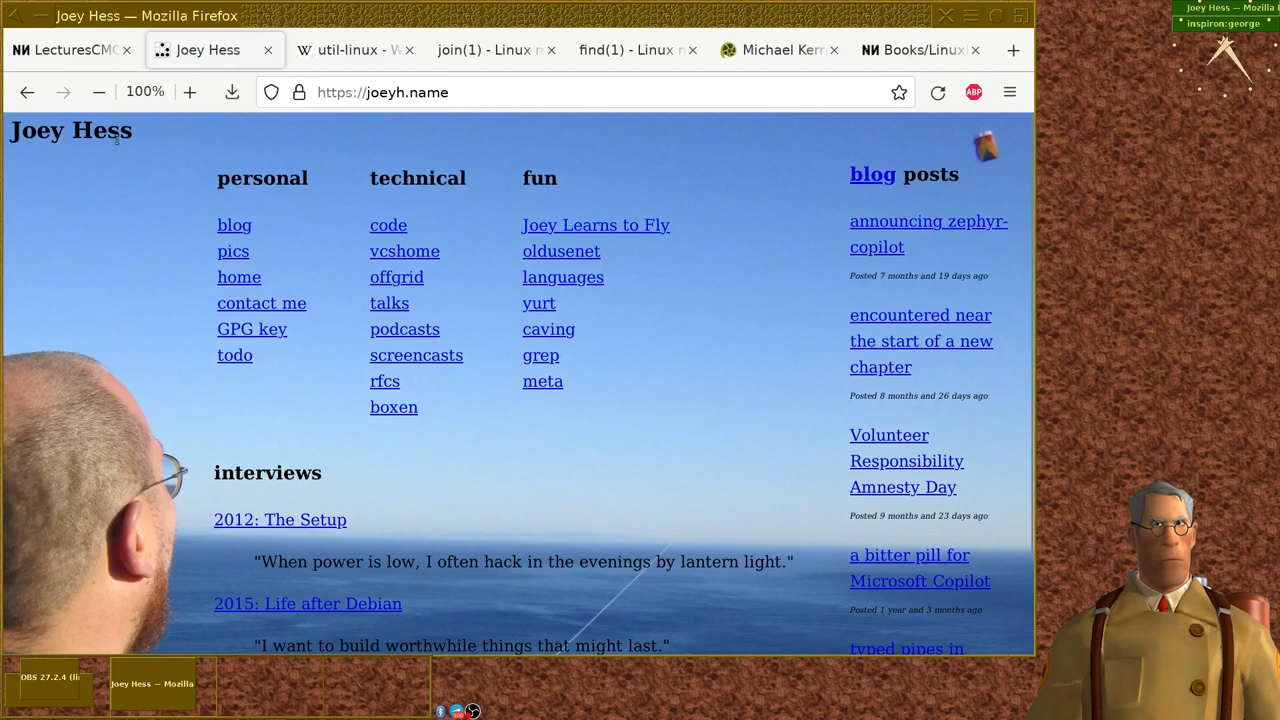 Joey Hess — Mozilla Firefox
Joey Hess — Mozilla
inspiron:george
LecturesCMC
Joey Hess
util-linux - W
join(1) - Linux m
find(1) - Linux m
Michael Kerri
Books/Linux
100%
https://joeyh.name
ABP
Joey Hess
personal
blog
pics
home
contact me
GPG key
todo
technical
code
vcshome
offgrid
talks
podcasts
screencasts
rfcs
boxen
fun
Joey Learns to Fly
oldusenet
languages
yurt
caving
grep
meta
interviews
2012: The Setup
"When power is low, I often hack in the evenings by lantern light."
2015: Life after Debian
"I want to build worthwhile things that might last."
blog posts
announcing zephyr-
copilot
Posted 7 months and 19 days ago
encountered near
the start of a new
chapter
Posted 8 months and 26 days ago
Volunteer
Responsibility
Amnesty Day
Posted 9 months and 23 days ago
a bitter pill for
Microsoft Copilot
Posted 1 year and 3 months ago
typed pipes in
OBS 27.2.4 (li
Joey Hess — Mozilla